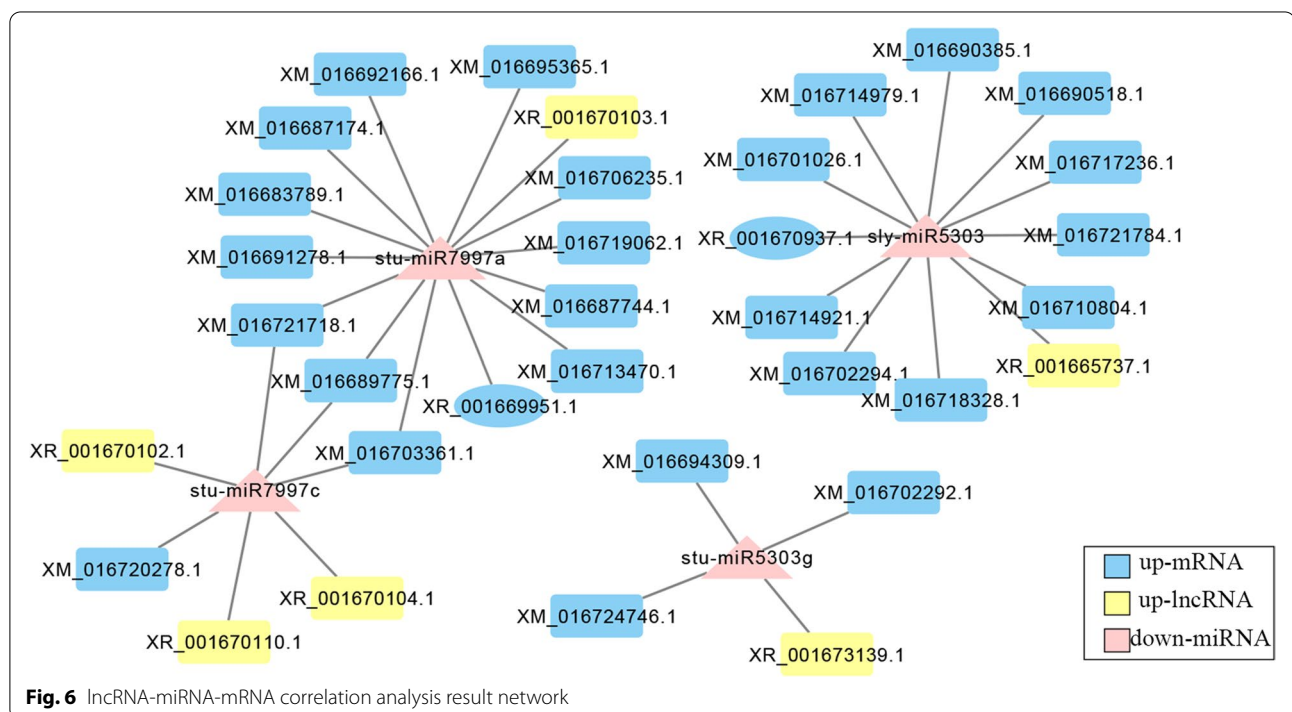 XM_016692166.1
XM_016695365.1
XM_016687174.1
XR_001670103.1
XM_016683789.1
XM_016706235.1
XM_016691278.1
stu-miR7997a
XM_016719062.1
XM_016721718.1
XM_016687744.1
XM_016689775.1
XM_016713470.1
XR_001669951.1
XR_001670102.1
XM_016703361.1
stu-miR7997c
XM_016720278.1
XR_001670104.1
XR_001670110.1
XM_016690385.1
XM_016714979.1
XM_016690518.1
XM_016701026.1
XM_016717236.1
XR_001670937.1
sly-miR5303
XM_016721784.1
XM_016714921.1
XM_016710804.1
XM_016702294.1
XR_001665737.1
XM_016718328.1
XM_016694309.1
XM_016702292.1
stu-miR5303g
XM_016724746.1
XR_001673139.1
up-mRNA
up-lncRNA
down-miRNA
Fig. 6 lncRNA-miRNA-mRNA correlation analysis result network